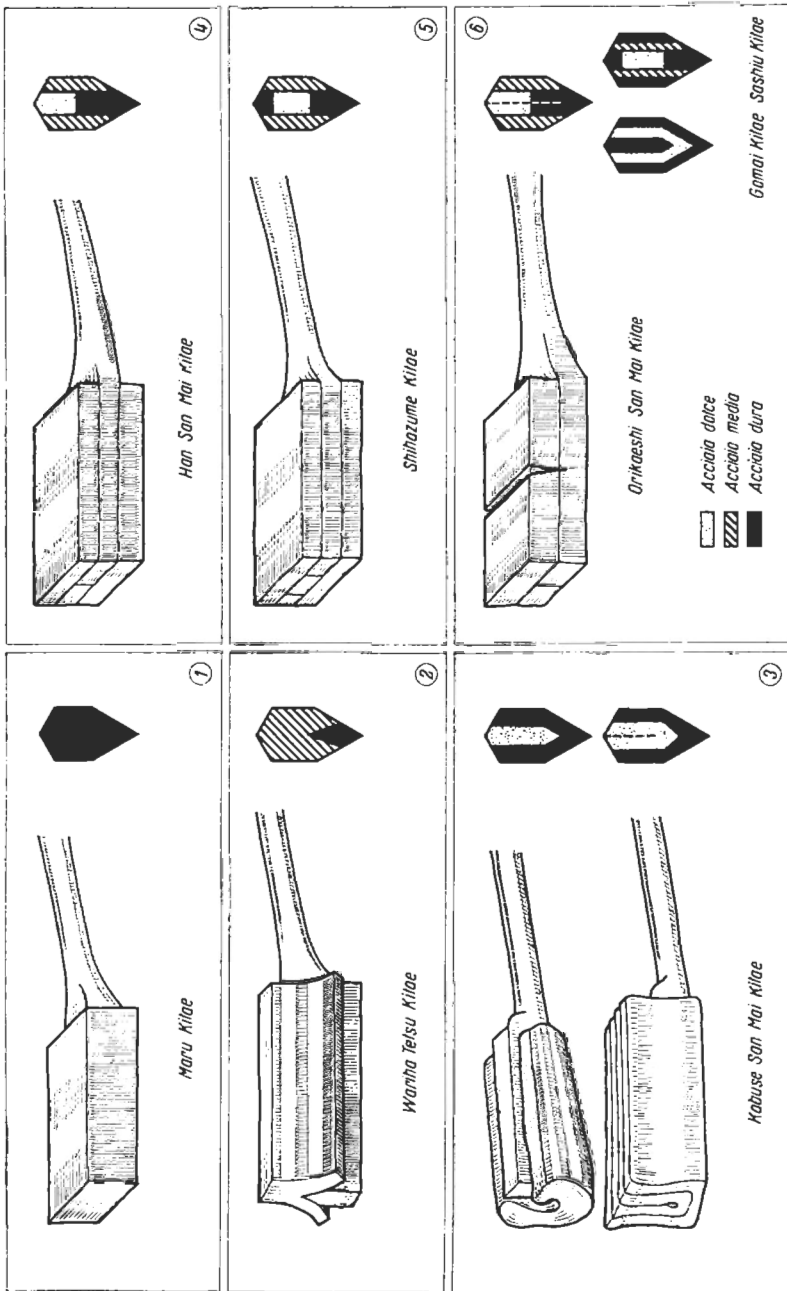 Maru Kitae
1
Wariha Tetsu Kitae
2
Kobuse San Mai Kitae
3
Han San Mai Kitae
4
Shihozume Kitae
5
Orikaeshi San Mai Kitae
6
Gomai Kitae Soshiu Kitae
Acciaio dolce
Acciaio medio
Acciaio duro